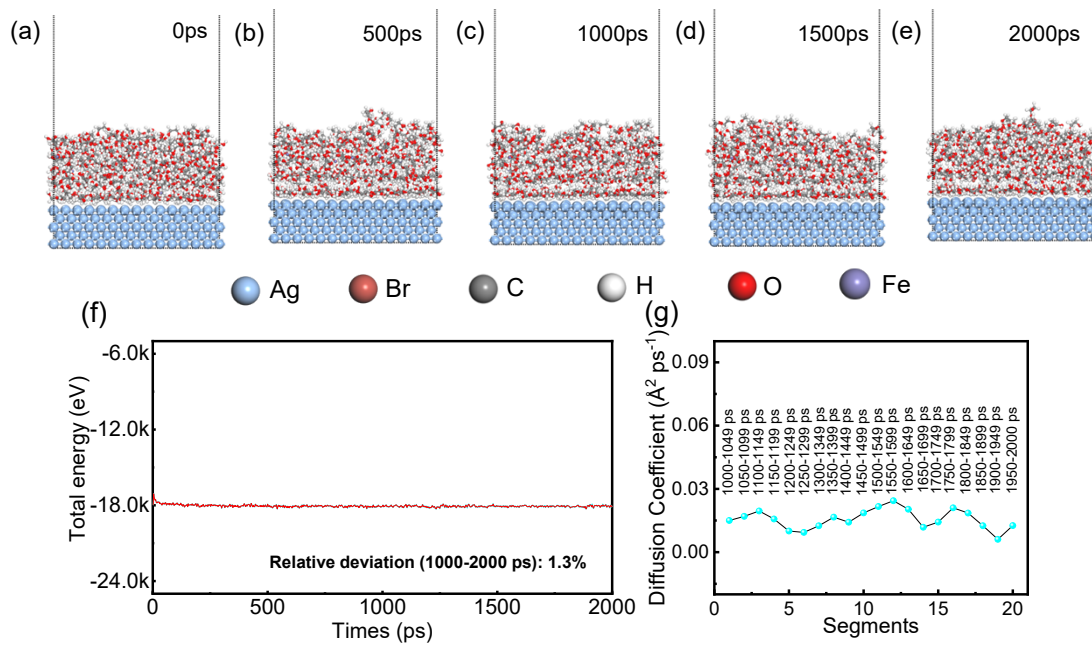 (a) 0ps
(b) 500ps
(c) 1000ps
(d) 1500ps
(e) 2000ps
Ag Br C H O Fe
(f)
-6.0k
-12.0k
-18.0k
-24.0k
Total energy (eV)
Relative deviation (1000-2000 ps): 1.3%
0 500 1000 1500 2000
Times (ps)
(g)
0.09
0.06
0.03
0.00
Diffusion Coefficient (Å² ps⁻¹)
1000-1049 ps
1050-1099 ps
1100-1149 ps
1150-1199 ps
1200-1249 ps
1250-1299 ps
1300-1349 ps
1350-1399 ps
1400-1449 ps
1450-1499 ps
1500-1549 ps
1550-1599 ps
1600-1649 ps
1650-1699 ps
1700-1749 ps
1750-1799 ps
1800-1849 ps
1850-1899 ps
1900-1949 ps
1950-2000 ps
0 5 10 15 20
Segments